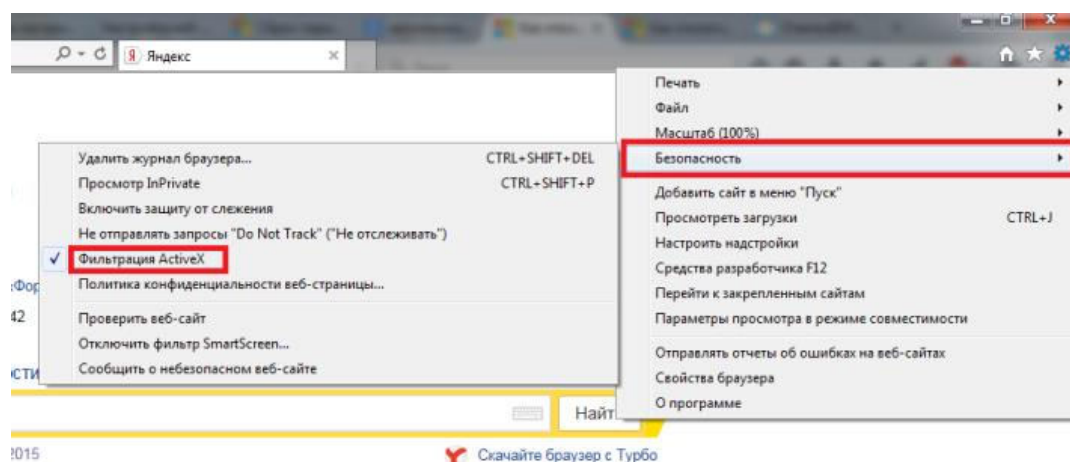 Я Яндекс
Печать
Файл
Масштаб (100%)
Безопасность
Добавить сайт в меню "Пуск"
Просмотреть загрузки CTRL+J
Настроить надстройки
Средства разработчика F12
Перейти к закрепленным сайтам
Параметры просмотра в режиме совместимости
Отправлять отчеты об ошибках на веб-сайтах
Свойства браузера
О программе
Удалить журнал браузера... CTRL+SHIFT+DEL
Просмотр InPrivate CTRL+SHIFT+P
Включить защиту от слежения
Не отправлять запросы "Do Not Track" ("Не отслеживать")
Фильтрация ActiveX
Политика конфиденциальности веб-страницы...
Проверить веб-сайт
Отключить фильтр SmartScreen...
Сообщить о небезопасном веб-сайте
Фор
42
сти
Найт
2015
Скачайте браузер с Турбо